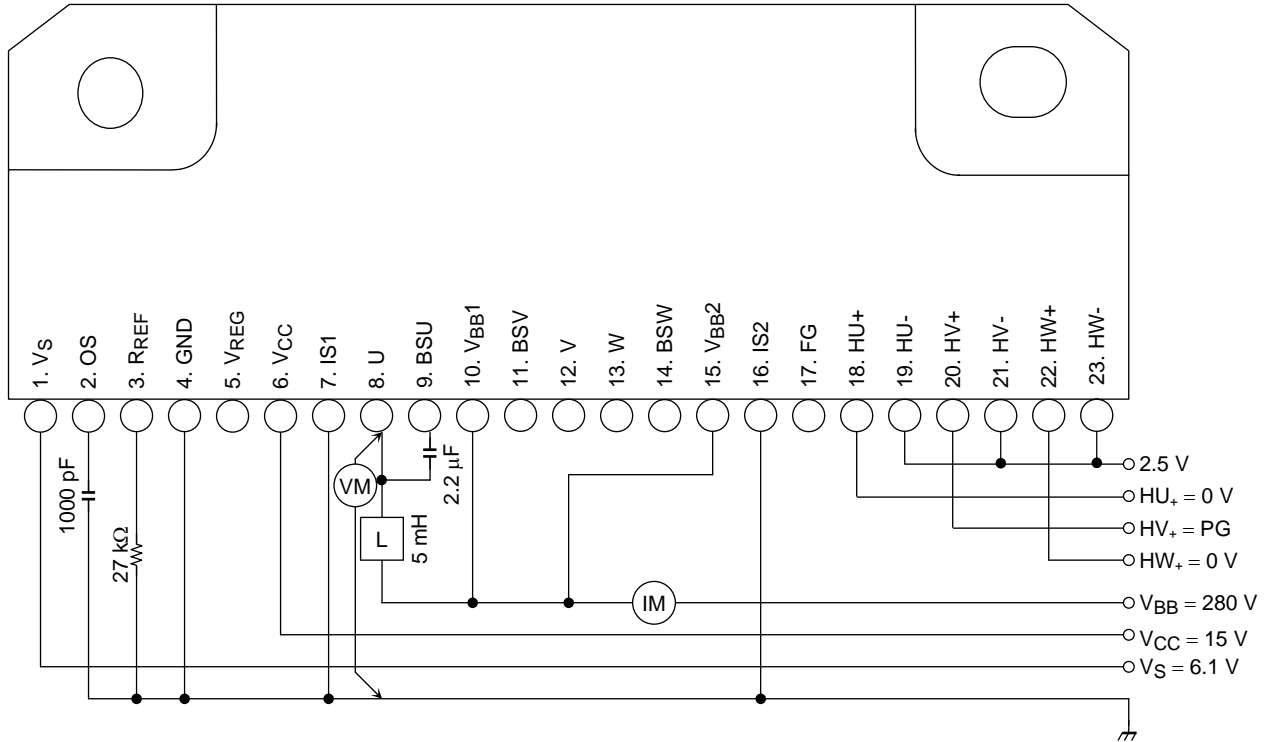 1. VS
2. OS
3. RREF
4. GND
5. VREG
6. VCC
7. IS1
8. U
9. BSU
10. VBB1
11. BSV
12. V
13. W
14. BSW
15. VBB2
16. IS2
17. FG
18. HU+
19. HU-
20. HV+
21. HV-
22. HW+
23. HW-
1000 pF
27 kΩ
VM
2.2 μF
L
5 mH
IM
2.5 V
HU+ = 0 V
HV+ = PG
HW+ = 0 V
VBB = 280 V
VCC = 15 V
VS = 6.1 V